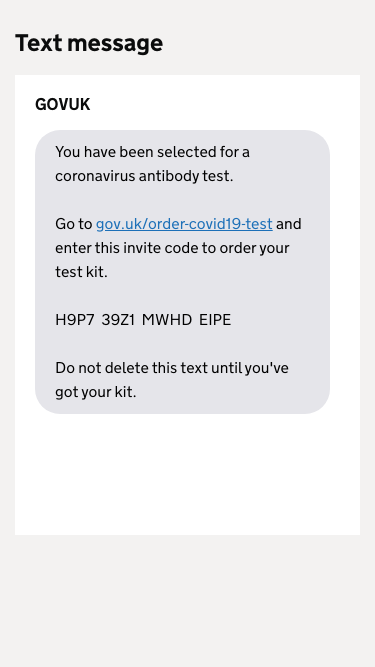 Text message
GOVUK
You have been selected for a
coronavirus antibody test.
Go to gov.uk/order-covid19-test and
enter this invite code to order your
test kit.
H9P7 39Z1 MWHD EIPE
Do not delete this text until you've
got your kit.